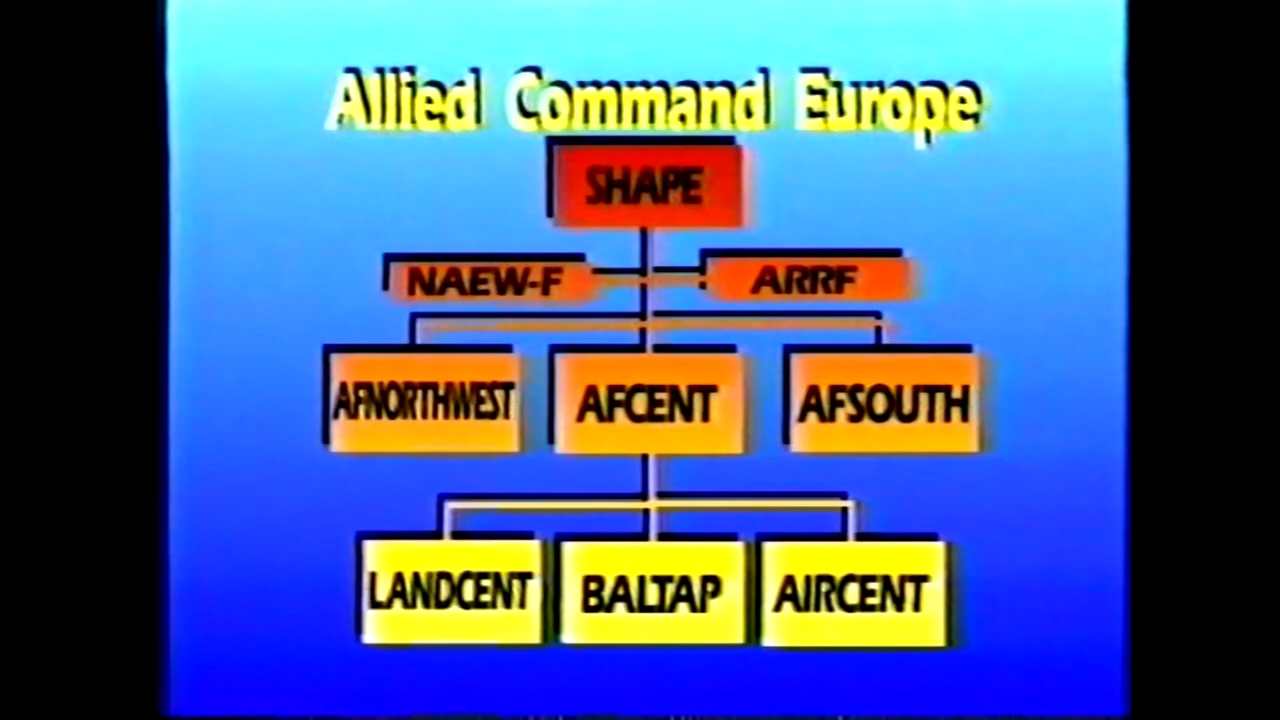 Allied Command Europe
SHAPE
NAEW-F
ARRF
AFNORTHWEST
AFCENT
AFSOUTH
LANDCENT
BALTAP
AIRCENT